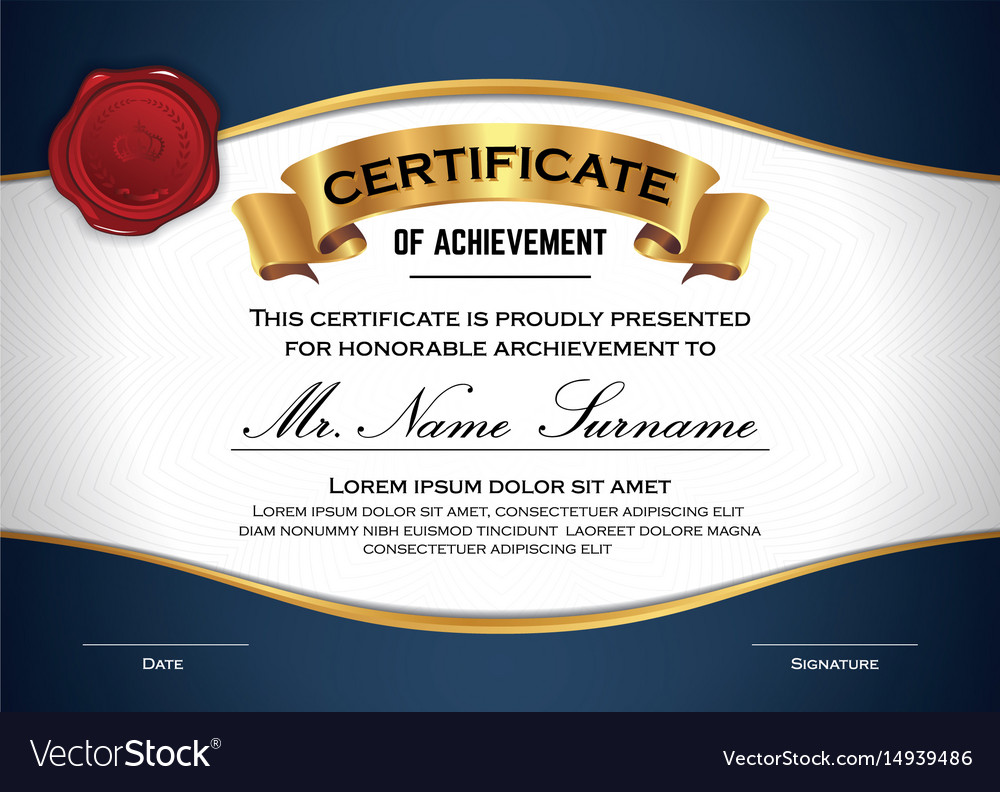 CERTIFICATE
OF ACHIEVEMENT
THIS CERTIFICATE IS PROUDLY PRESENTED
FOR HONORABLE ARCHIEVEMENT TO
Mr. Name Surname
LOREM IPSUM DOLOR SIT AMET
LOREM IPSUM DOLOR SIT AMET, CONSECTETUER ADIPISCING ELIT
DIAM NONUMMY NIBH EUISMOD TINCIDUNT LAOREET DOLORE MAGNA
CONSECTETUER ADIPISCING ELIT
DATE
SIGNATURE
VectorStock®
VectorStock.com/14939486